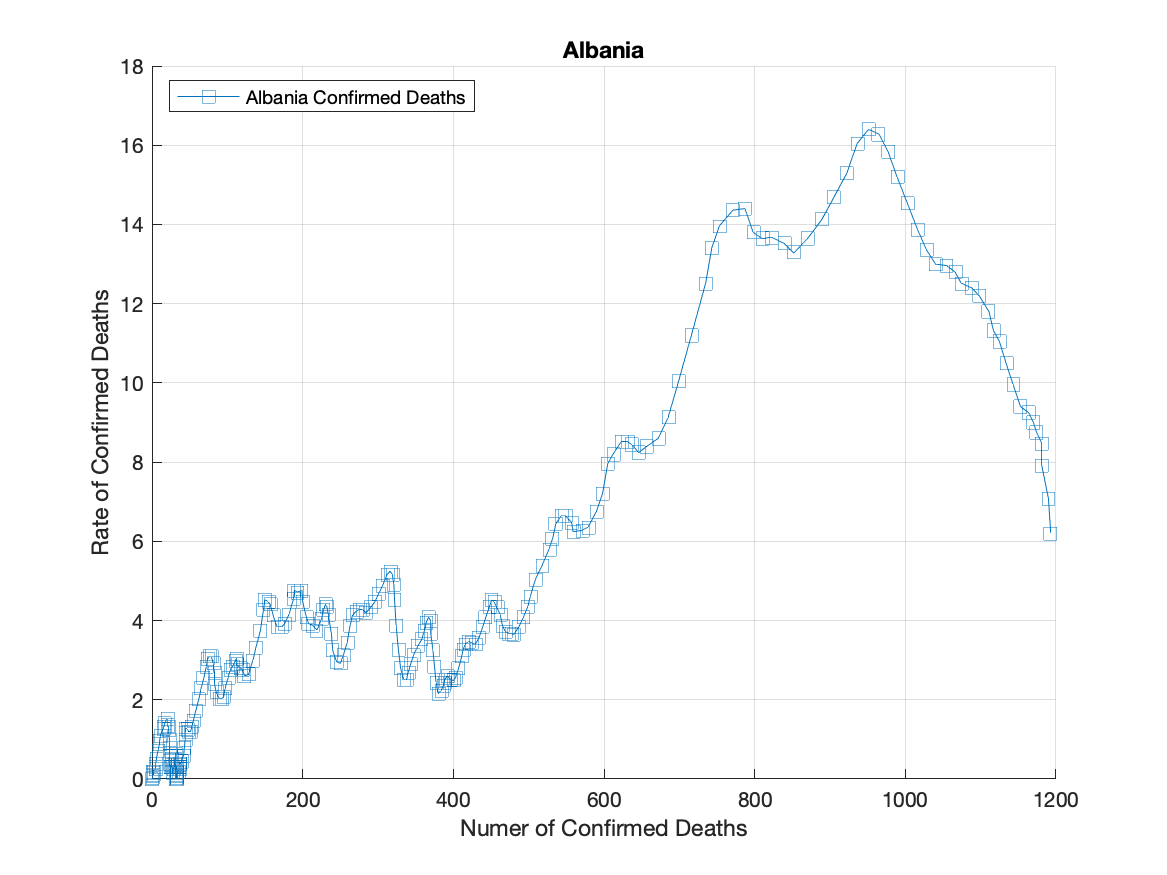 Albania
Albania Confirmed Deaths
18
16
14
12
10
8
6
4
2
0
Rate of Confirmed Deaths
0 200 400 600 800 1000 1200
Numer of Confirmed Deaths